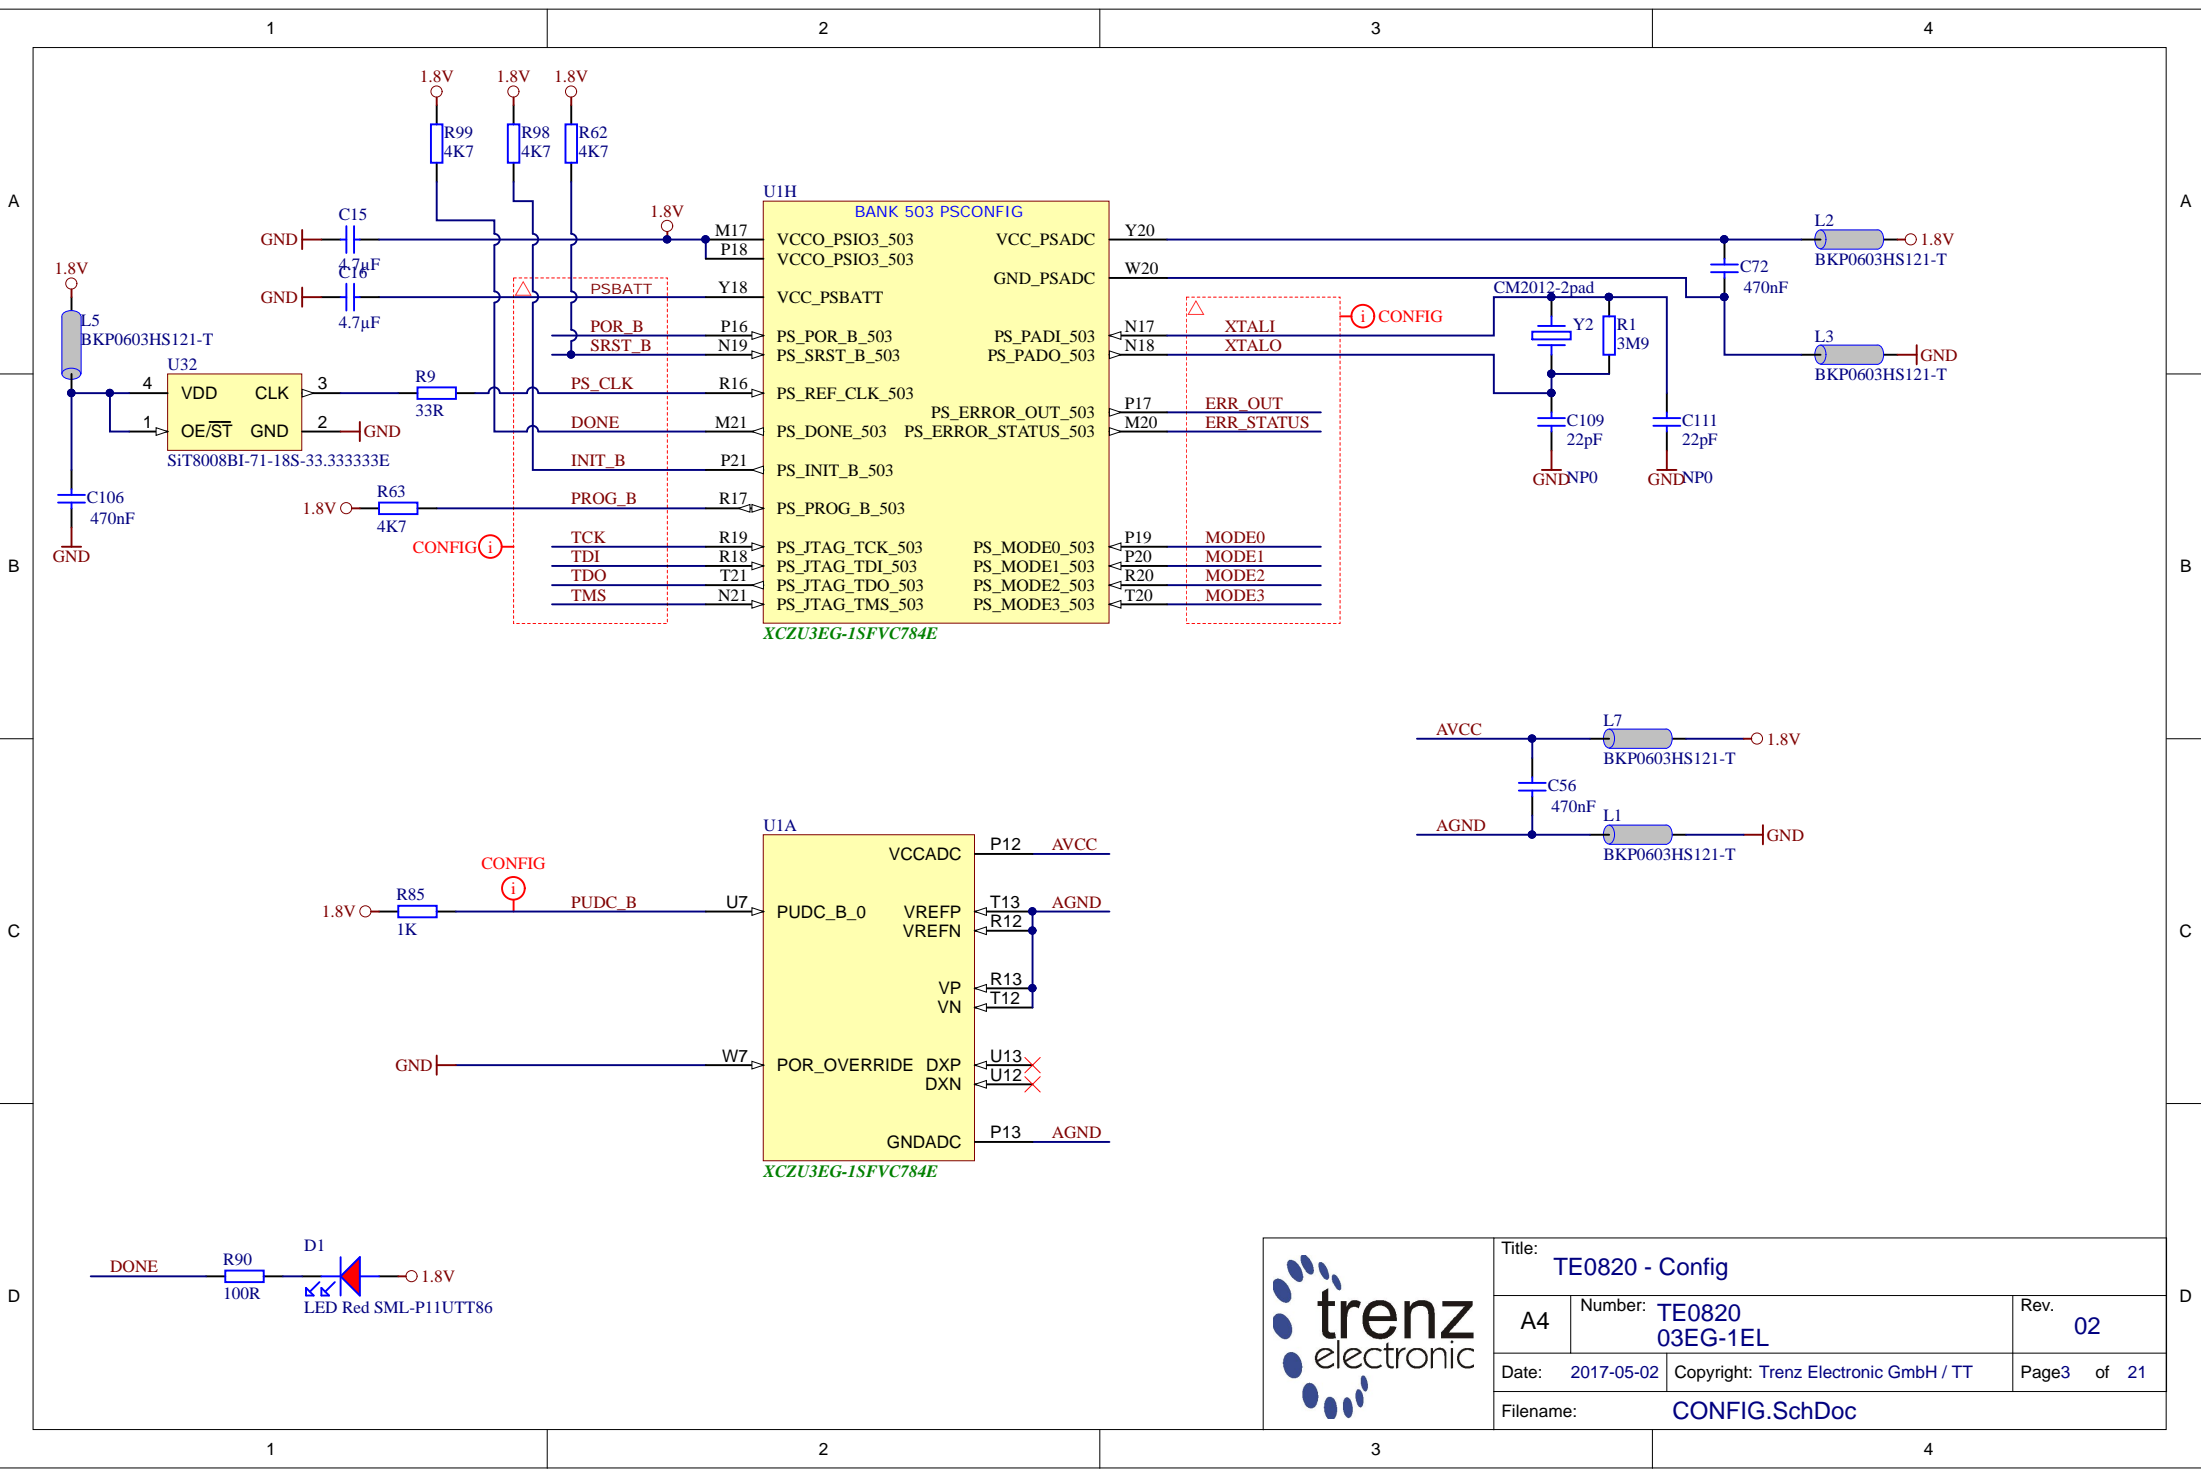 1 2 3 4
1.8V 1.8V 1.8V
R99 R98 R62
4K7 4K7 4K7
A A
U1H
BANK 503 PSCONFIG
C15
GND
4.7µF
1.8V
M17 VCCO_PSIO3_503
P18 VCCO_PSIO3_503
C16
GND
4.7µF
PSBATT Y18 VCC_PSBATT
POR_B P16 PS_POR_B_503
SRST_B N19 PS_SRST_B_503
PS_CLK R16 PS_REF_CLK_503
DONE M21 PS_DONE_503
INIT_B P21 PS_INIT_B_503
PROG_B R17 PS_PROG_B_503
TCK R19 PS_JTAG_TCK_503
TDI R18 PS_JTAG_TDI_503
TDO T21 PS_JTAG_TDO_503
TMS N21 PS_JTAG_TMS_503
VCC_PSADC Y20
GND_PSADC W20
PS_PADI_503 N17 XTALI
PS_PADO_503 N18 XTALO
PS_ERROR_OUT_503 P17 ERR_OUT
PS_ERROR_STATUS_503 M20 ERR_STATUS
PS_MODE0_503 P19 MODE0
PS_MODE1_503 P20 MODE1
PS_MODE2_503 R20 MODE2
PS_MODE3_503 T20 MODE3
XCZU3EG-1SFVC784E
i CONFIG
CM2012-2pad
Y2
R1
3M9
C109
22pF
GND NP0
C111
22pF
GND NP0
L2
1.8V
BKP0603HS121-T
C72
470nF
L3
GND
BKP0603HS121-T
1.8V
L5
BKP0603HS121-T
U32
4 VDD CLK 3
1 OE/ST GND 2 GND
SiT8008BI-71-18S-33.333333E
R9
33R
C106
470nF
GND
1.8V R63
4K7
CONFIG i
B B
AVCC L7 1.8V
BKP0603HS121-T
C56
470nF
AGND L1 GND
BKP0603HS121-T
U1A
VCCADC P12 AVCC
CONFIG
i
1.8V R85 PUDC_B U7 PUDC_B_0
1K
VREFP T13 AGND
VREFN R12
VP R13
VN T12
GND W7 POR_OVERRIDE
DXP U13
DXN U12
GNDADC P13 AGND
XCZU3EG-1SFVC784E
C C
DONE R90 D1 1.8V
100R
LED Red SML-P11UTT86
D D
trenz
electronic
Title:
TE0820 - Config
A4 Number: TE0820
03EG-1EL
Rev.
02
Date: 2017-05-02 Copyright: Trenz Electronic GmbH / TT Page3 of 21
Filename: CONFIG.SchDoc
1 2 3 4